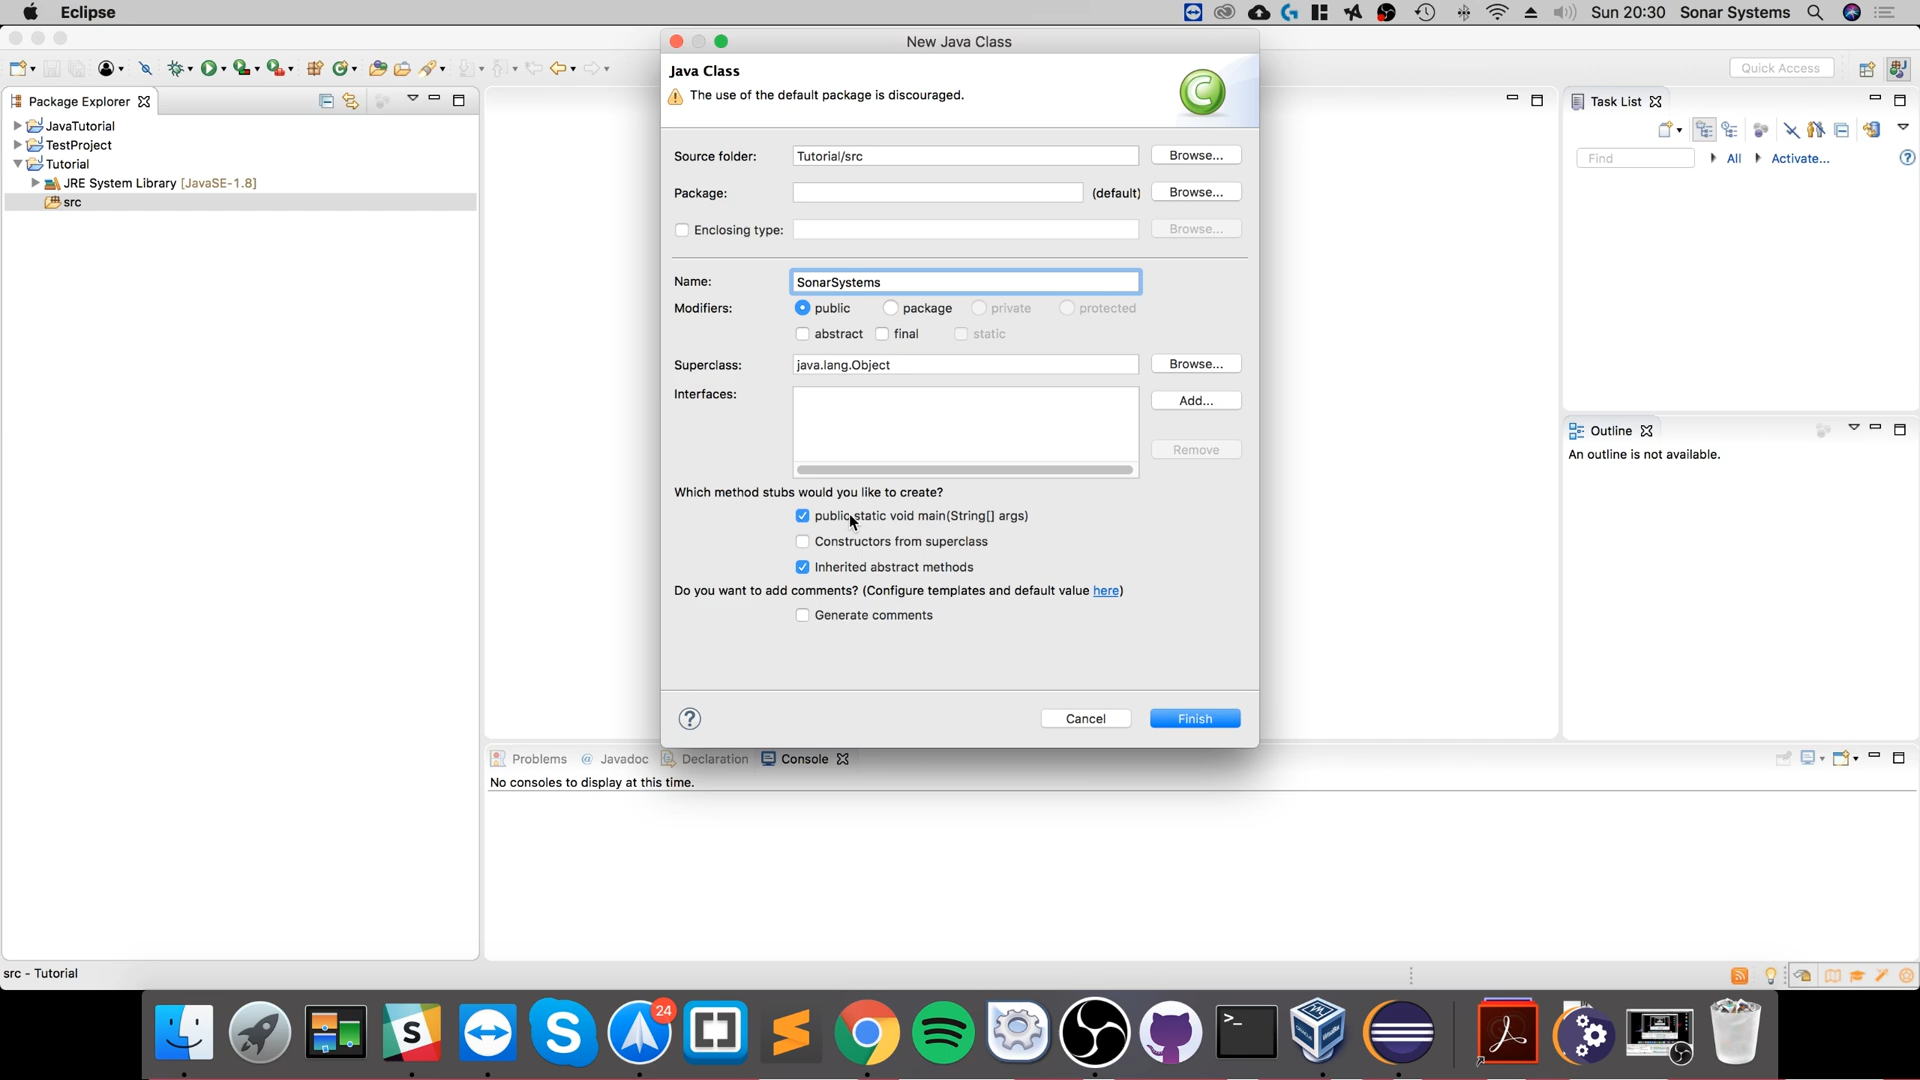 Eclipse
Sun 20:30 Sonar Systems
New Java Class
Java Class
The use of the default package is discouraged.
Quick Access
Package Explorer
JavaTutorial
TestProject
Tutorial
JRE System Library [JavaSE-1.8]
src
Source folder: Tutorial/src Browse...
Package: (default) Browse...
Enclosing type: Browse...
Name: SonarSystems
Modifiers: public package private protected
abstract final static
Superclass: java.lang.Object Browse...
Interfaces: Add...
Remove
Which method stubs would you like to create?
public static void main(String[] args)
Constructors from superclass
Inherited abstract methods
Do you want to add comments? (Configure templates and default value here)
Generate comments
? Cancel Finish
Task List
Find All Activate... ?
Outline
An outline is not available.
Problems @ Javadoc Declaration Console
No consoles to display at this time.
src - Tutorial
24